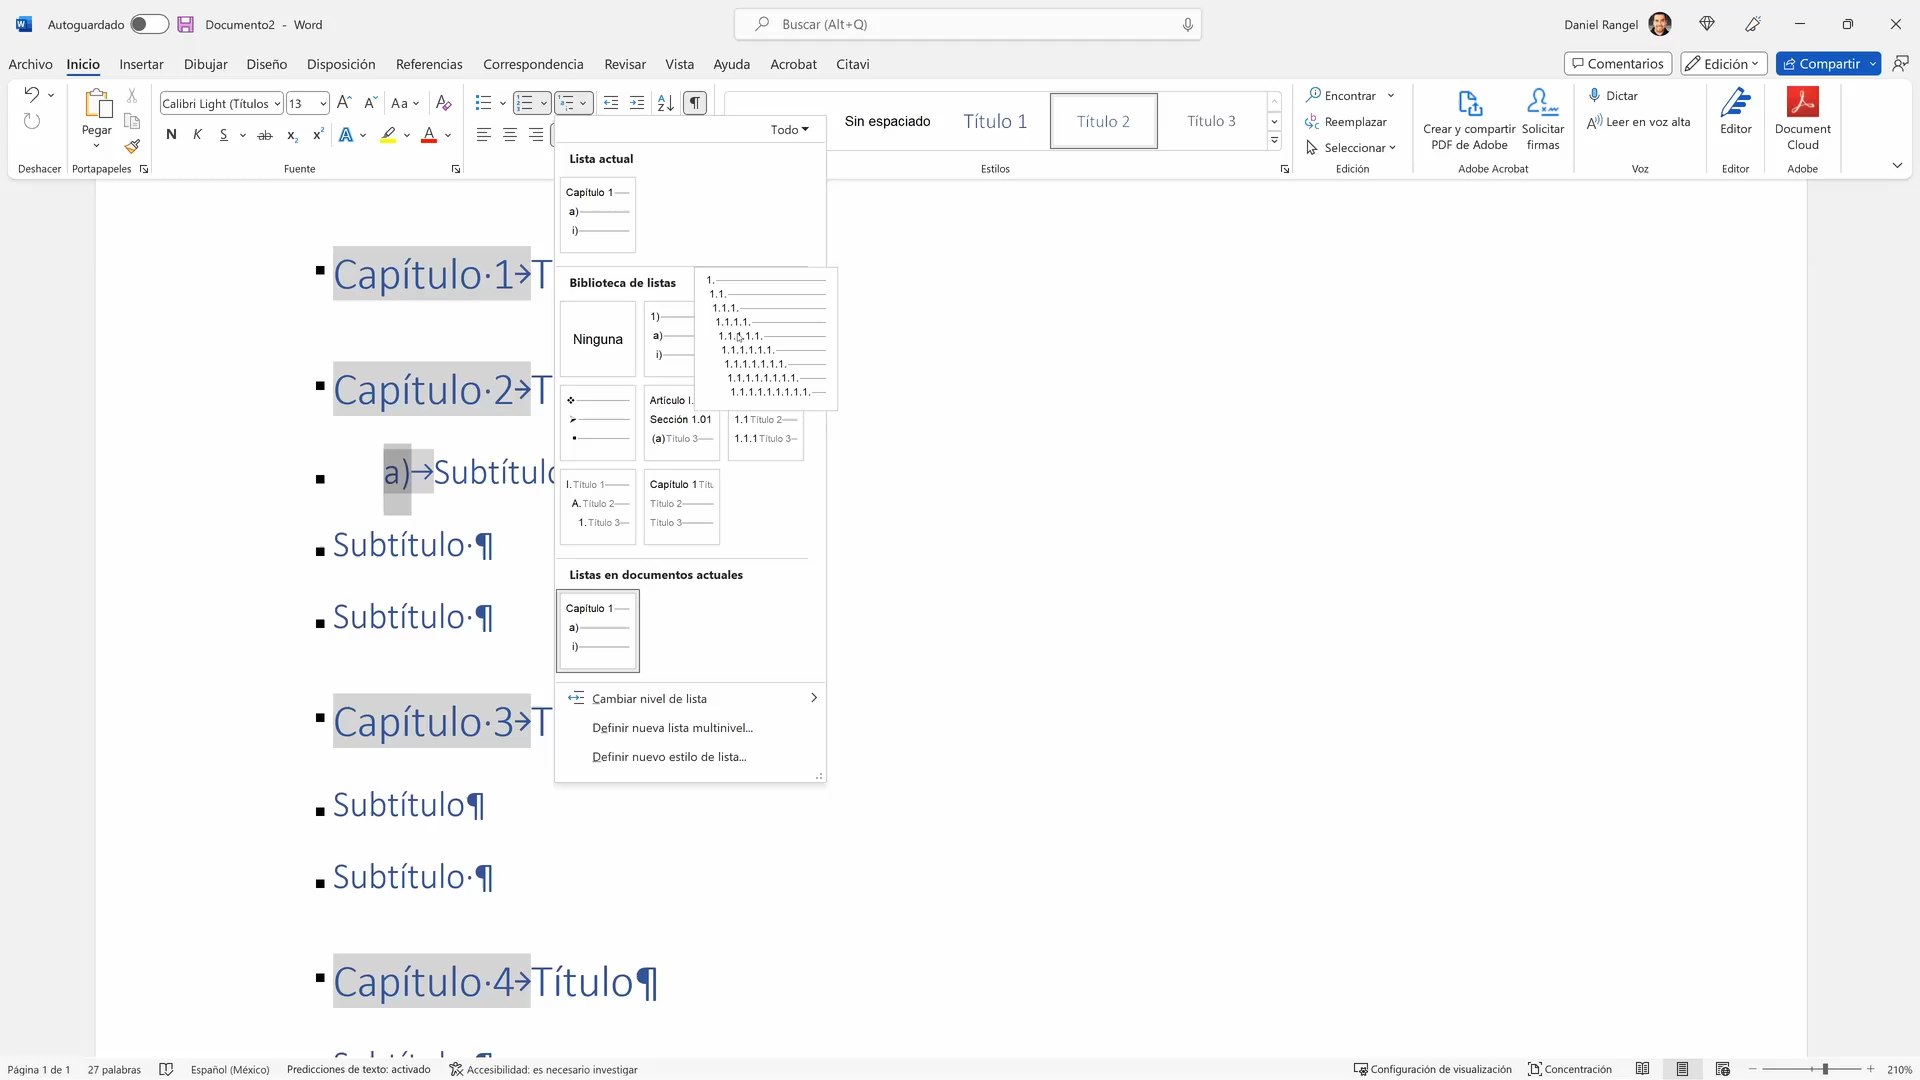 Autoguardado
Documento2 - Word
Buscar (Alt+Q)
Daniel Rangel
Archivo Inicio Insertar Dibujar Diseño Disposición Referencias Correspondencia Revisar Vista Ayuda Acrobat Citavi
Comentarios Edición Compartir
Deshacer
Pegar
Portapapeles
Calibri Light (Títulos 13
Aa
N K S ab x₂ x² A A
Fuente
Todo
Sin espaciado Título 1 Título 2 Título 3
Estilos
Encontrar
Reemplazar
Seleccionar
Edición
Crear y compartir
PDF de Adobe
Solicitar
firmas
Adobe Acrobat
Dictar
Leer en voz alta
Voz
Editor
Editor
Document
Cloud
Adobe
Lista actual
Capítulo 1
a)
i)
Biblioteca de listas
Ninguna
1)
a)
i)
1.
1.1.
1.1.1.
1.1.1.1.
1.1.1.1.1.
1.1.1.1.1.1.
1.1.1.1.1.1.1.
1.1.1.1.1.1.1.1.
1.1.1.1.1.1.1.1.1.
Artículo I.
Sección 1.01
(a) Título 3
1.1 Título 2
1.1.1 Título 3
I. Título 1
A. Título 2
1. Título 3
Capítulo 1 Títu
Título 2
Título 3
Listas en documentos actuales
Capítulo 1
a)
i)
Cambiar nivel de lista
Definir nueva lista multinivel...
Definir nuevo estilo de lista...
Capítulo·1→T
Capítulo·2→T
a)→Subtítulo
Subtítulo·¶
Subtítulo·¶
Capítulo·3→T
Subtítulo¶
Subtítulo·¶
Capítulo·4→Título¶
Página 1 de 1 27 palabras Español (México) Predicciones de texto: activado Accesibilidad: es necesario investigar
Configuración de visualización Concentración 210%